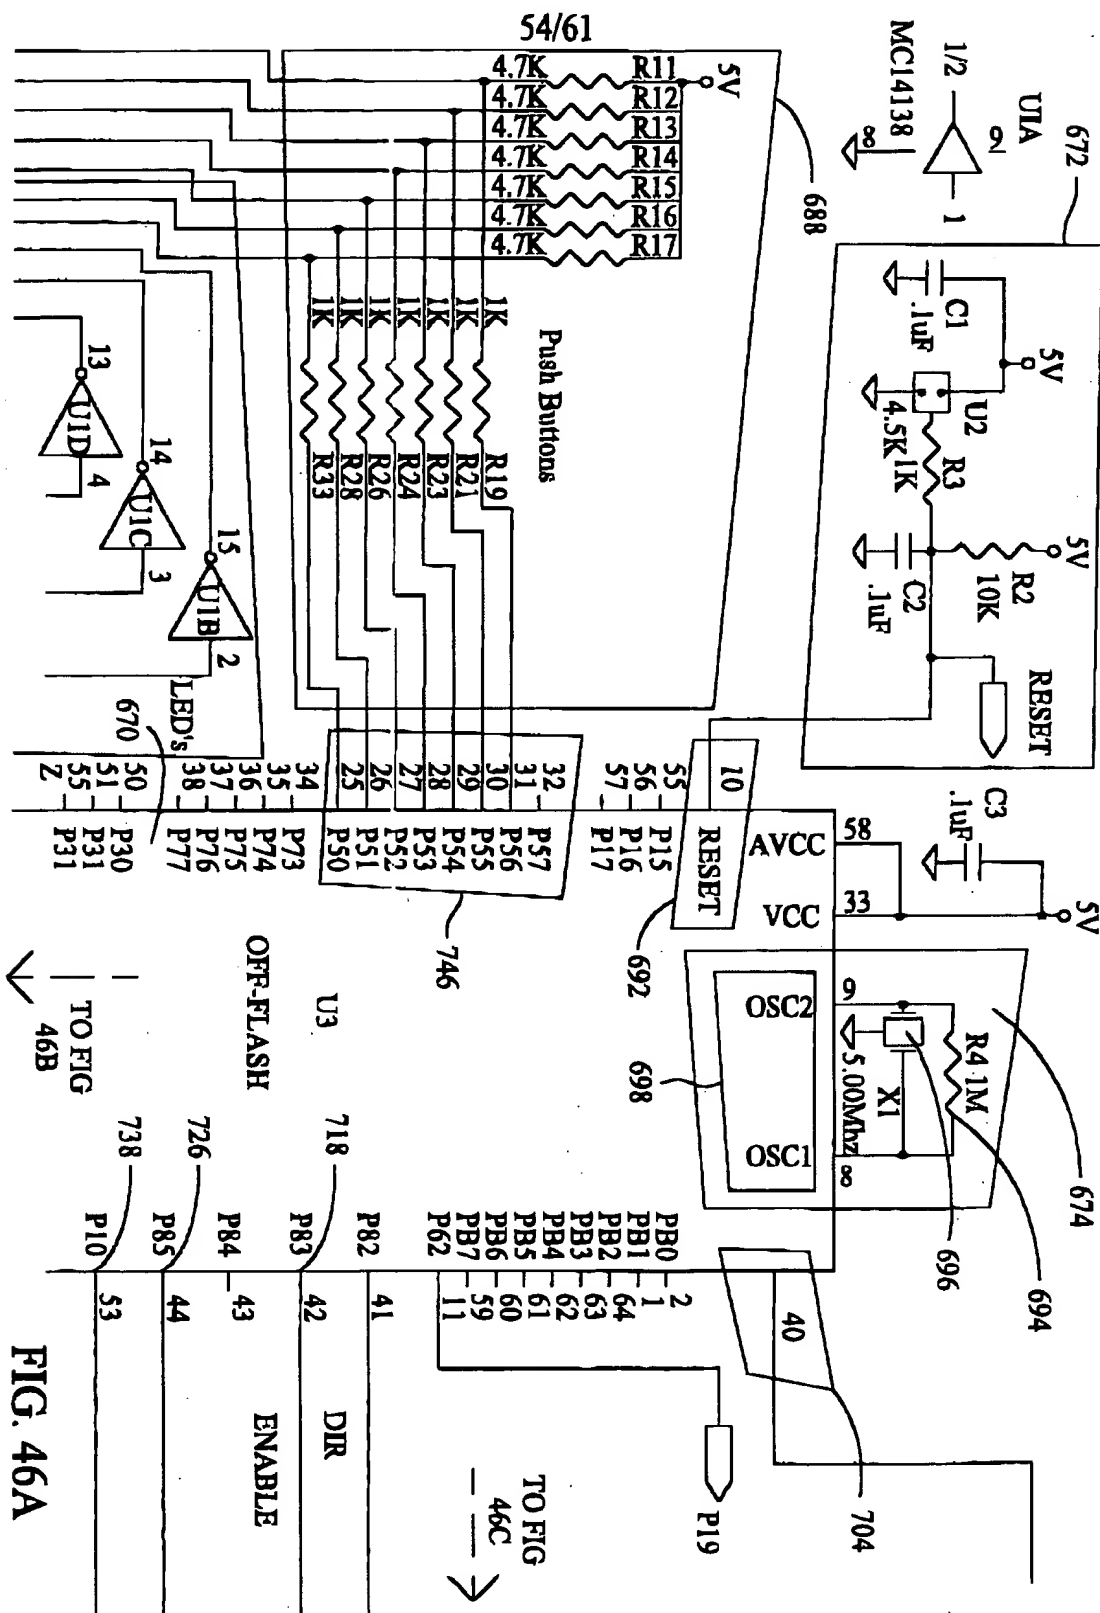 54/61
UIA
9
1/2
1
MC14138
8
672
688
5V
4.7K R11
4.7K R12
4.7K R13
4.7K R14
4.7K R15
4.7K R16
4.7K R17
Push Buttons
1K R19
1K R21
1K R23
1K R24
1K R26
1K R28
1K R33
C1
.1uF
5V
U2
4.5K
R3
1K
C2
.1uF
5V
R2
10K
RESET
13
U1D
4
14
U1C
3
15
U1B
2
LED's
670
C3
.1uF
5V
58
AVCC
33
VCC
10
RESET
692
55 P15
56 P16
57 P17
32 P57
31 P56
30 P55
29 P54
28 P53
27 P52
26 P51
25 P50
746
34 P73
35 P74
36 P75
37 P76
38 P77
50 P30
51 P31
55 P31
Z
9
OSC2
8
OSC1
5.00Mhz
X1
R4 1M
674
694
696
698
U3
OFF-FLASH
TO FIG
46B
40
704
PB0 2
PB1 1
PB2 64
PB3 63
PB4 62
PB5 61
PB6 60
PB7 59
P62 11
P19
P82 41
P83 42
P84 43
P85 44
P10 53
718
726
738
DIR
ENABLE
TO FIG
46C
FIG. 46A